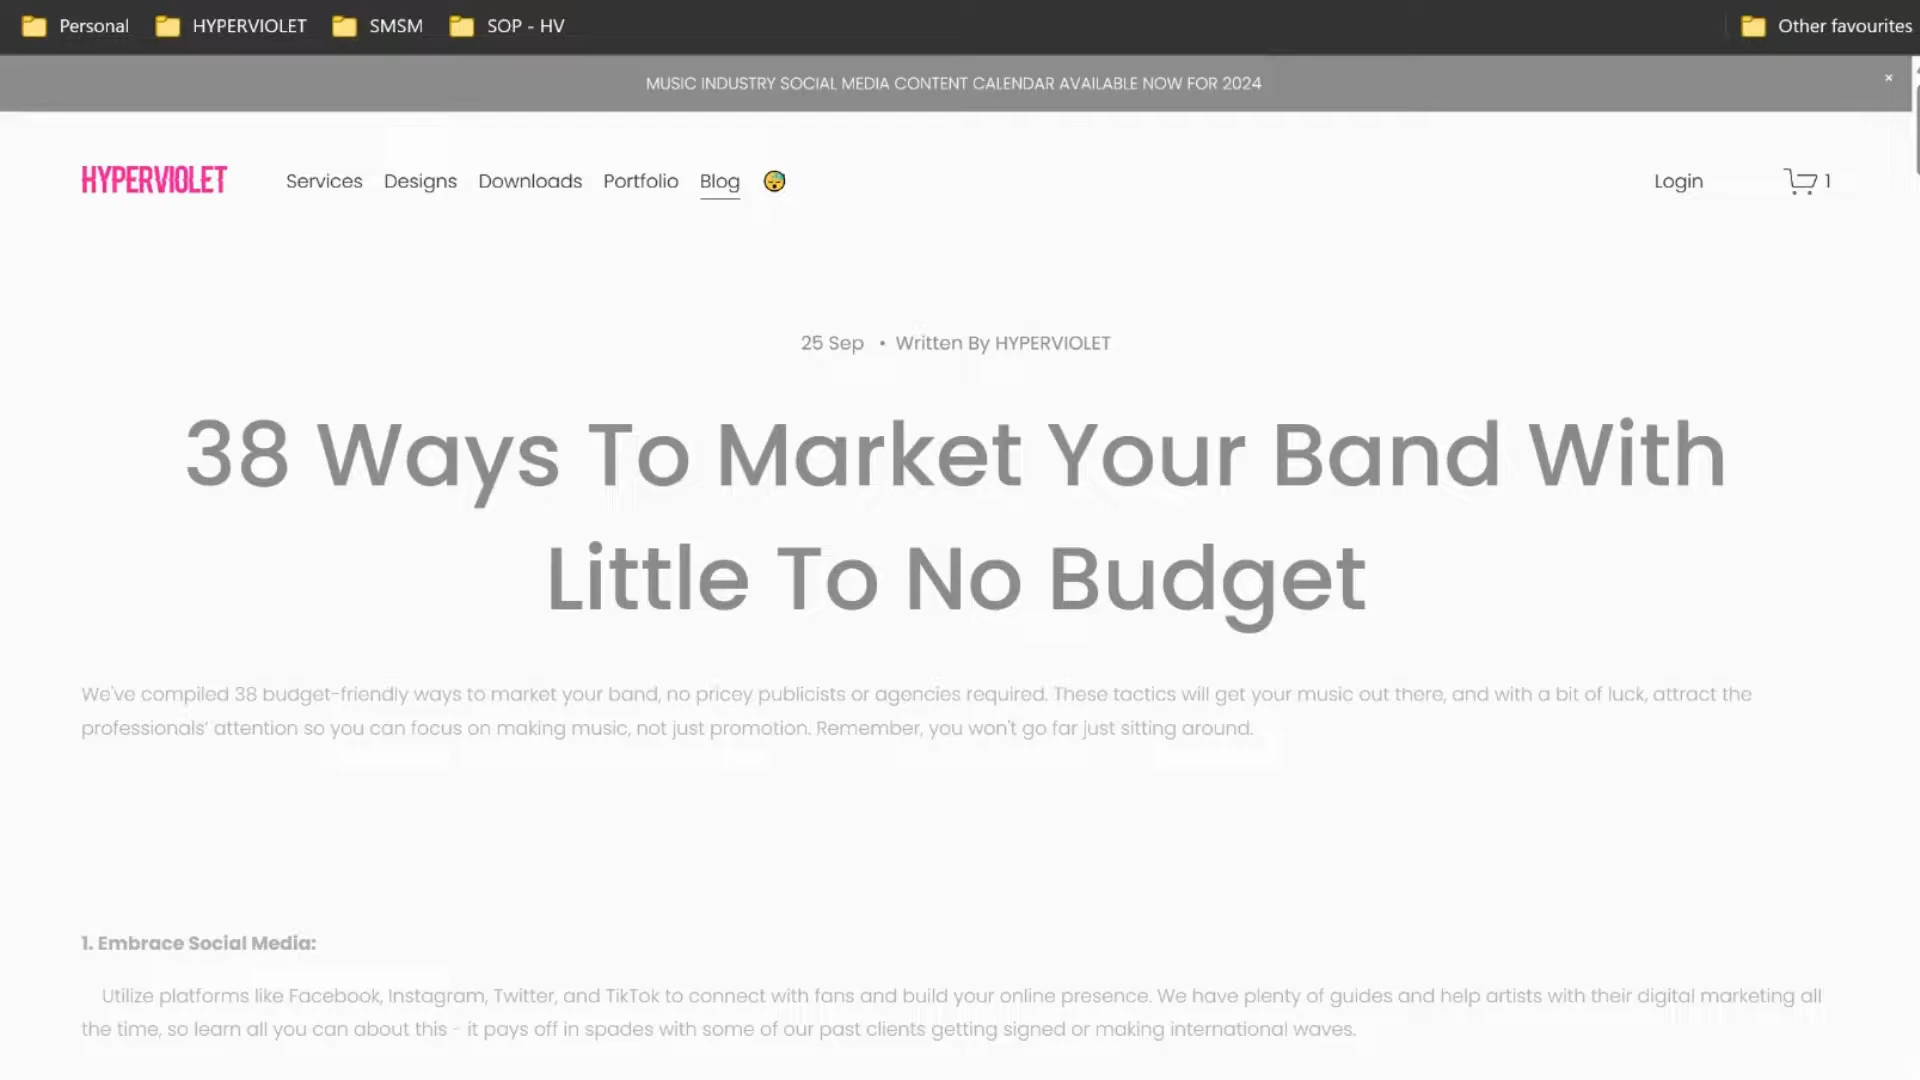 Personal HYPERVIOLET SMSM SOP - HV Other favourites
MUSIC INDUSTRY SOCIAL MEDIA CONTENT CALENDAR AVAILABLE NOW FOR 2024 ×
HYPERVIOLET Services Designs Downloads Portfolio Blog Login 1
25 Sep • Written By HYPERVIOLET
38 Ways To Market Your Band With
Little To No Budget
We've compiled 38 budget-friendly ways to market your band, no pricey publicists or agencies required. These tactics will get your music out there, and with a bit of luck, attract the
professionals' attention so you can focus on making music, not just promotion. Remember, you won't go far just sitting around.
1. Embrace Social Media:
Utilize platforms like Facebook, Instagram, Twitter, and TikTok to connect with fans and build your online presence. We have plenty of guides and help artists with their digital marketing all
the time, so learn all you can about this - it pays off in spades with some of our past clients getting signed or making international waves.